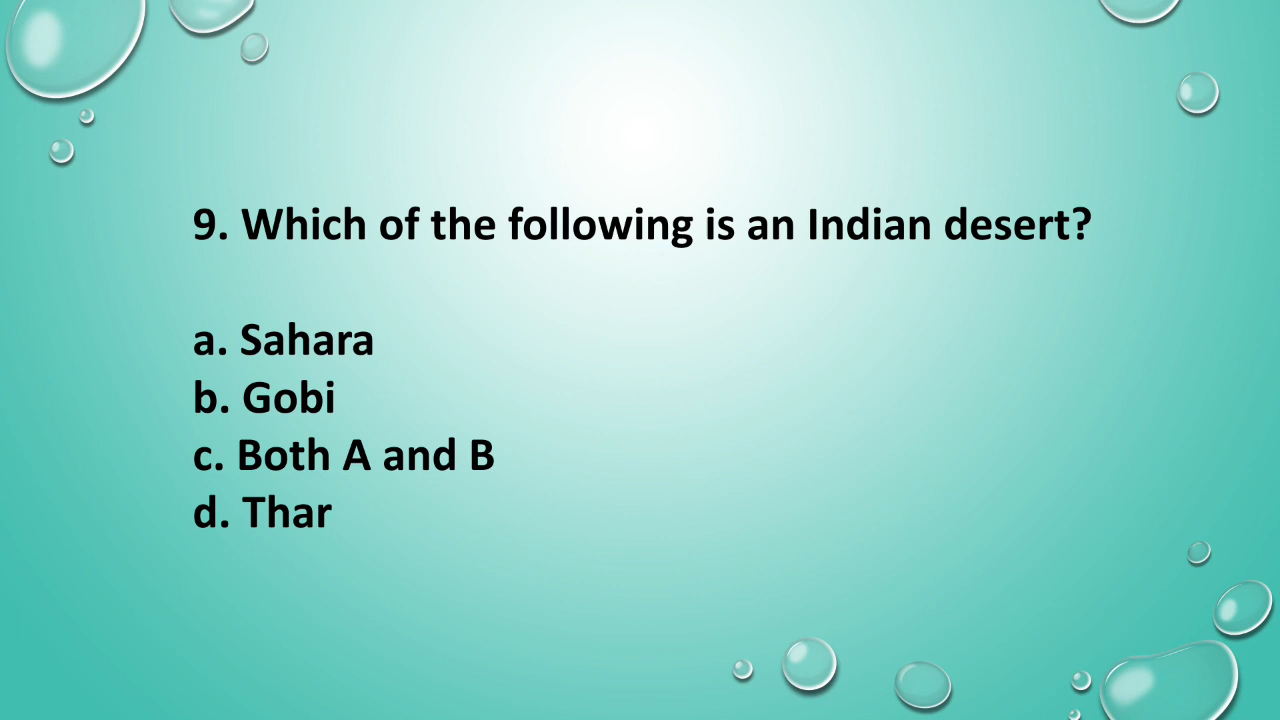 9. Which of the following is an Indian desert?
a. Sahara
b. Gobi
c. Both A and B
d. Thar